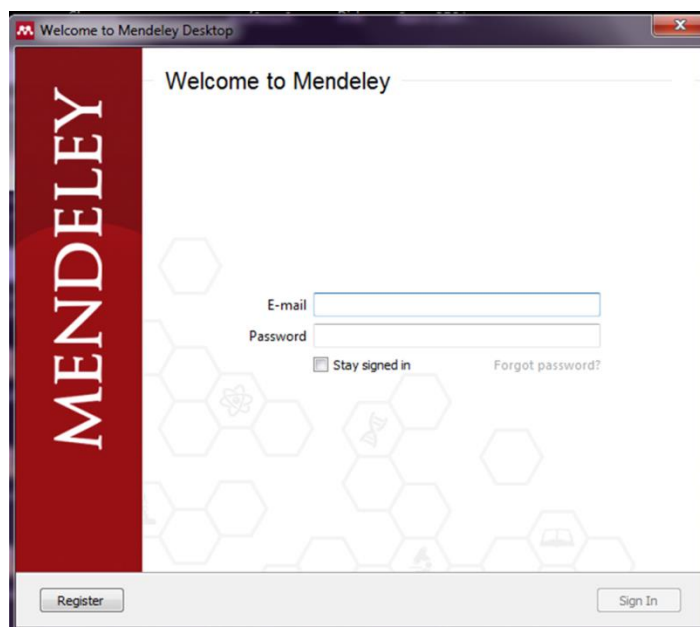 Welcome to Mendeley Desktop
MENDELEY
Welcome to Mendeley
E-mail
Password
Stay signed in
Forgot password?
Register
Sign In